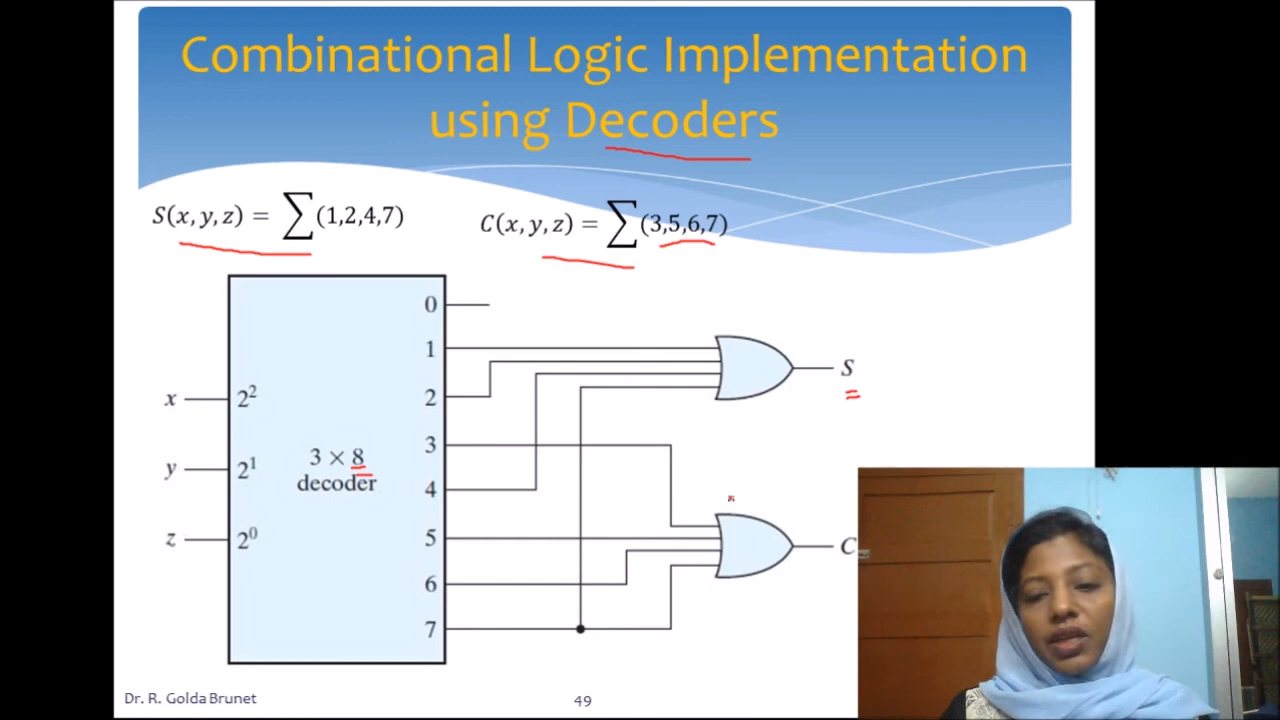 Combinational Logic Implementation
using Decoders
S(x, y, z) = ∑(1,2,4,7)
C(x, y, z) = ∑(3,5,6,7)
0
1
2
3
4
5
6
7
x
y
z
2²
2¹
2⁰
3 × 8
decoder
S
C
Dr. R. Golda Brunet
49